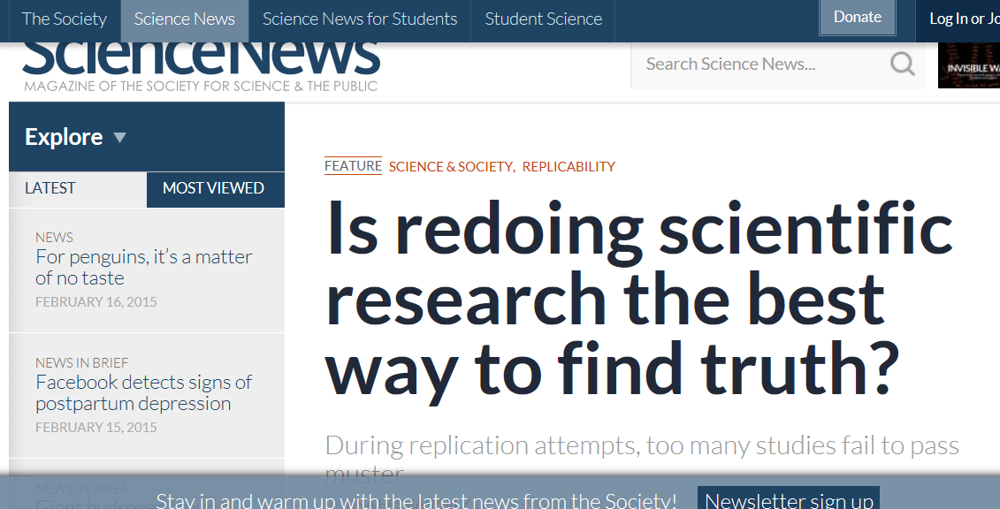 The Society Science News Science News for Students Student Science Donate Log In or Jo
ScienceNews
MAGAZINE OF THE SOCIETY FOR SCIENCE & THE PUBLIC
Search Science News...
INVISIBLE WA
Explore
LATEST MOST VIEWED
NEWS
For penguins, it's a matter
of no taste
FEBRUARY 16, 2015
NEWS IN BRIEF
Facebook detects signs of
postpartum depression
FEBRUARY 15, 2015
NEWS IN BRIEF
Giant hydroge
FEATURE SCIENCE & SOCIETY, REPLICABILITY
Is redoing scientific
research the best
way to find truth?
During replication attempts, too many studies fail to pass
muster
Stay in and warm up with the latest news from the Society! Newsletter sign up